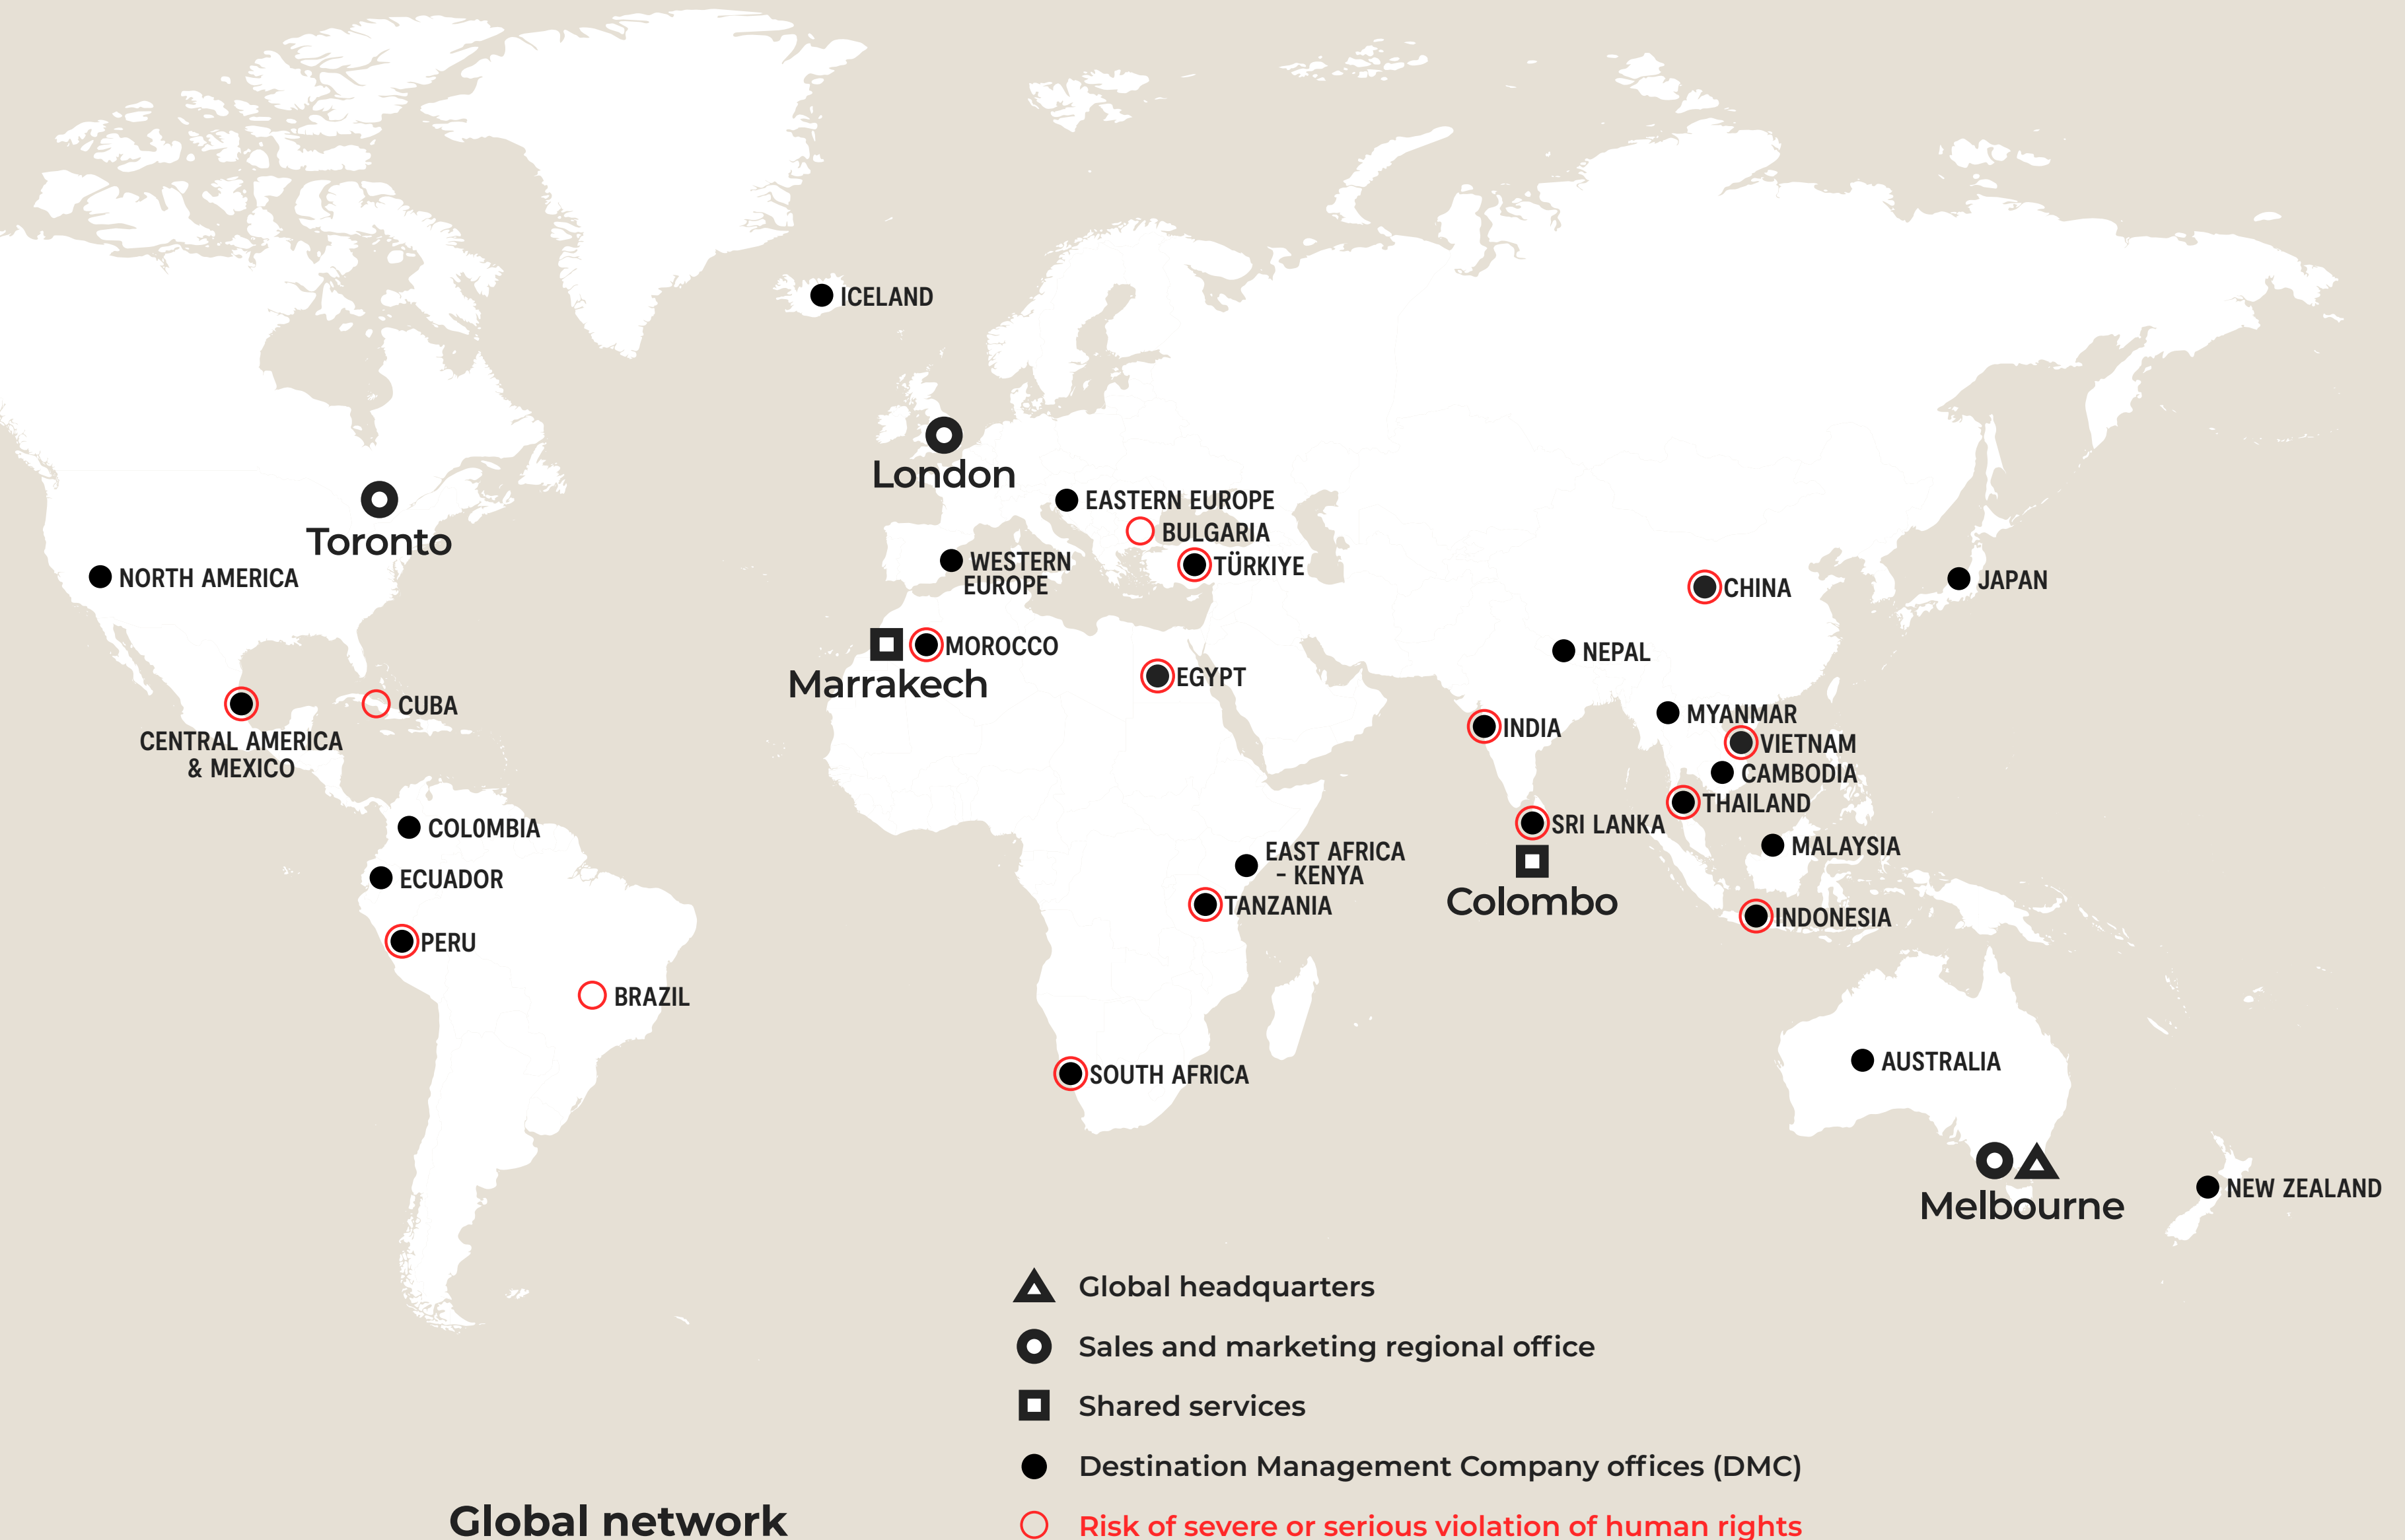 ICELAND
London
EASTERN EUROPE
BULGARIA
Toronto
WESTERN
EUROPE
TÜRKIYE
NORTH AMERICA
CHINA
JAPAN
MOROCCO
NEPAL
Marrakech
EGYPT
CUBA
MYANMAR
INDIA
CENTRAL AMERICA
& MEXICO
VIETNAM
CAMBODIA
THAILAND
COL0MBIA
SRI LANKA
MALAYSIA
EAST AFRICA
– KENYA
ECUADOR
Colombo
TANZANIA
INDONESIA
PERU
BRAZIL
AUSTRALIA
SOUTH AFRICA
NEW ZEALAND
Melbourne
Global headquarters
Sales and marketing regional office
Shared services
Destination Management Company offices (DMC)
Global network
Risk of severe or serious violation of human rights